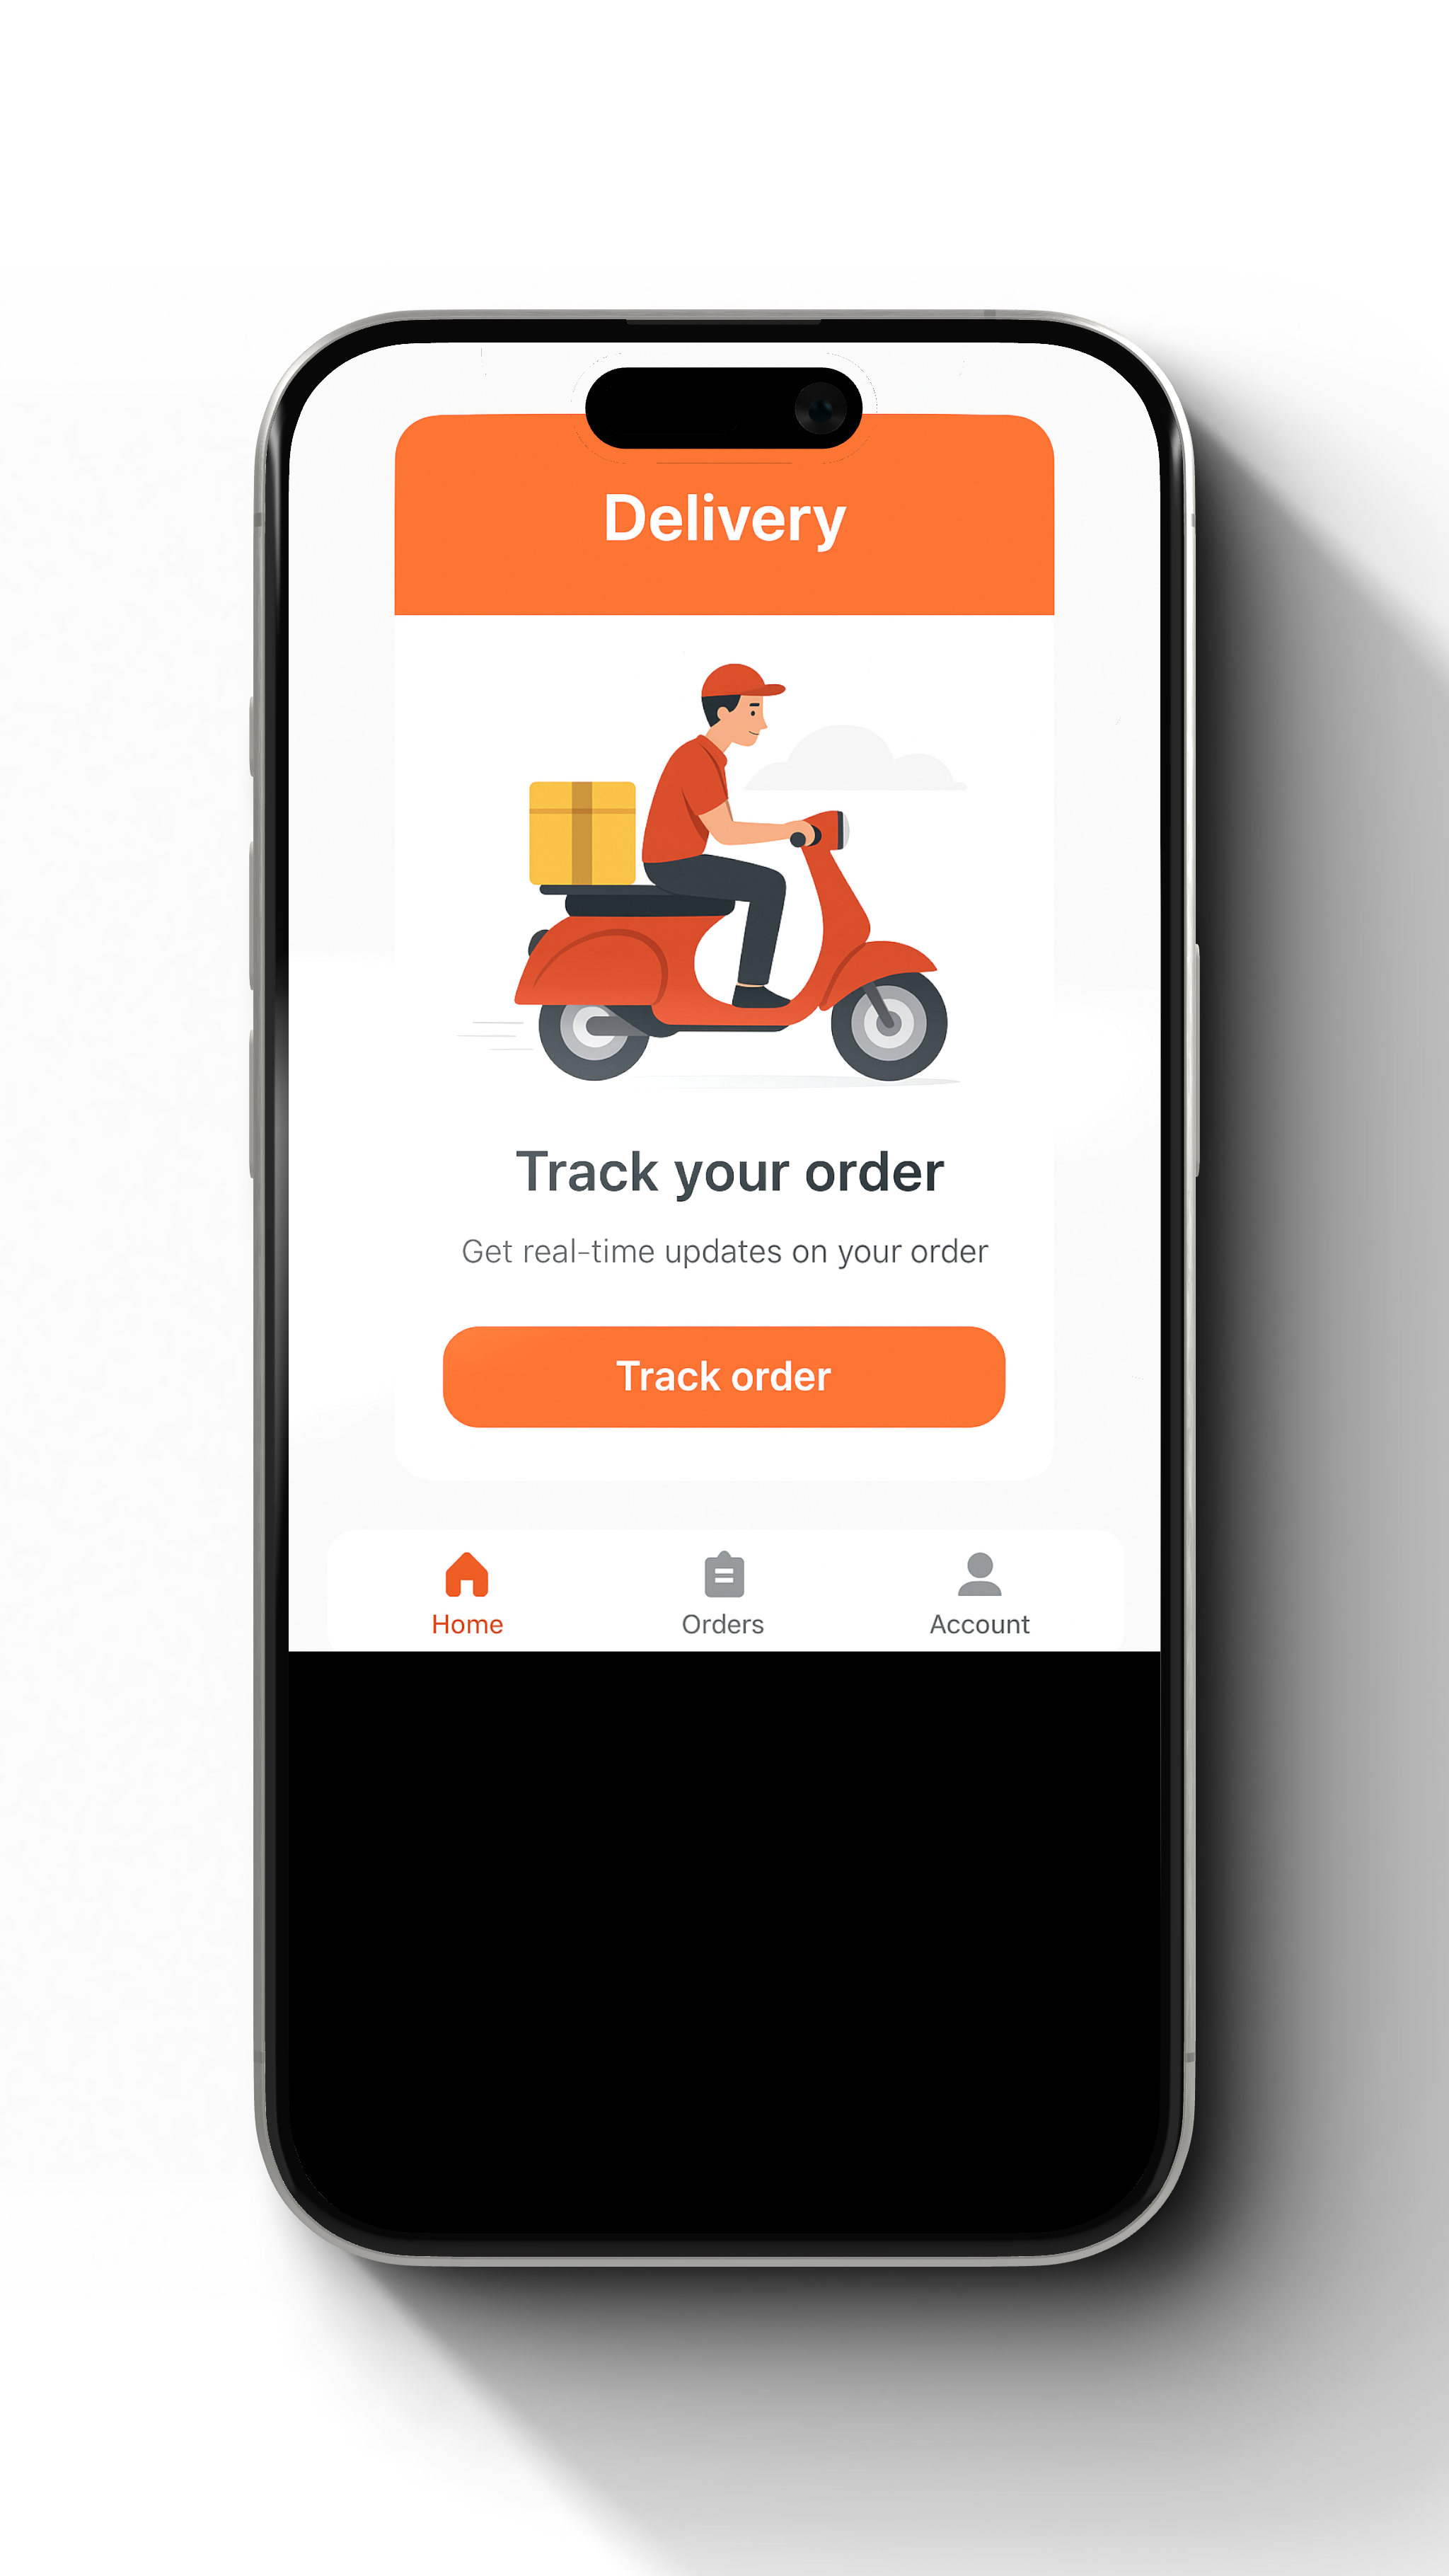 Delivery
Track your order
Get real-time updates on your order
Track order
Home Orders Account